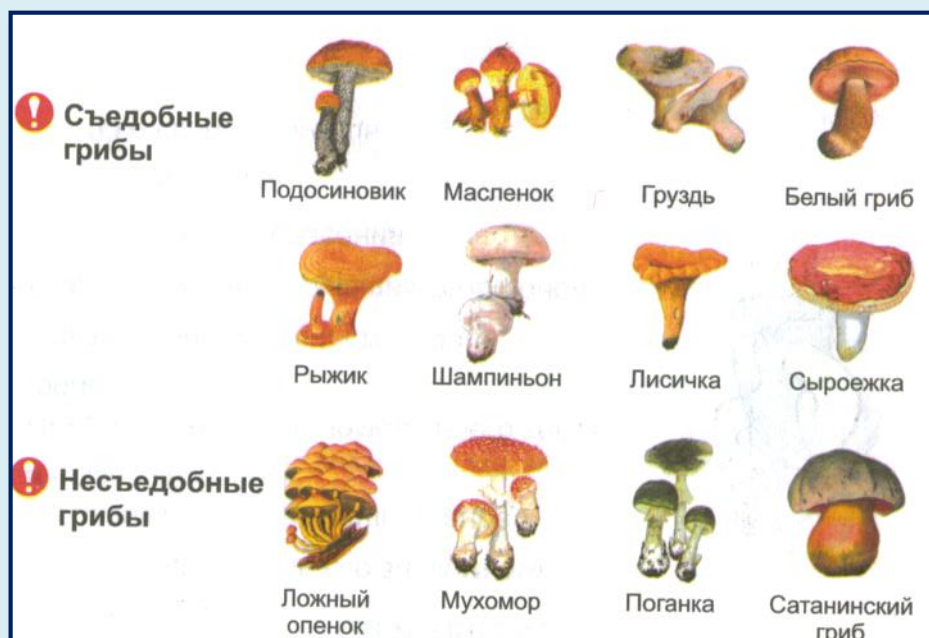 Съедобные
грибы
Подосиновик Масленок Груздь Белый гриб
Рыжик Шампиньон Лисичка Сыроежка
Несъедобные
грибы
Ложный
опенок
Мухомор Поганка Сатанинский
гриб